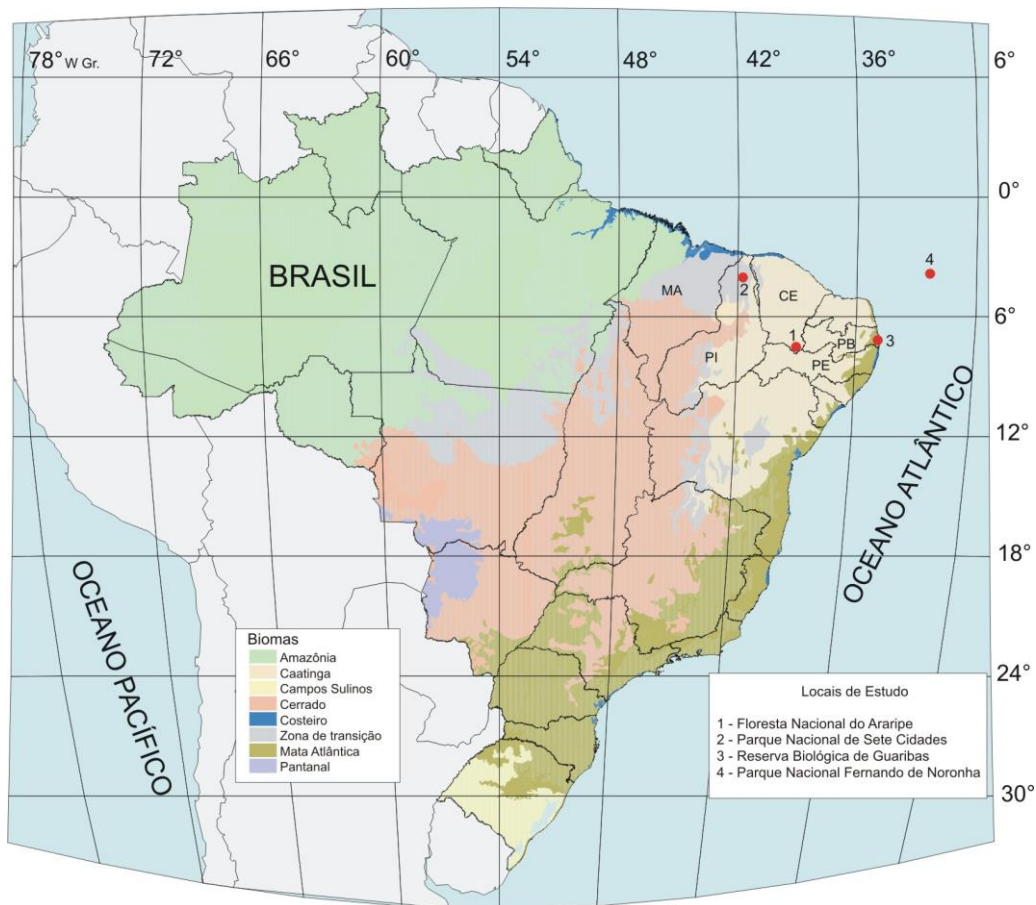 78° W Gr.
72°
66°
60°
54°
48°
42°
36°
6°
0°
4
BRASIL
MA
2
CE
6°
1
PB
3
PI
PE
12°
OCEANO ATLÂNTICO
18°
OCEANO PACÍFICO
Biomas
Amazônia
Caatinga
Campos Sulinos
Cerrado
Costeiro
Zona de transição
Mata Atlântica
Pantanal
24°
Locais de Estudo
1 - Floresta Nacional do Araripe
2 - Parque Nacional de Sete Cidades
3 - Reserva Biológica de Guaribas
4 - Parque Nacional Fernando de Noronha
30°